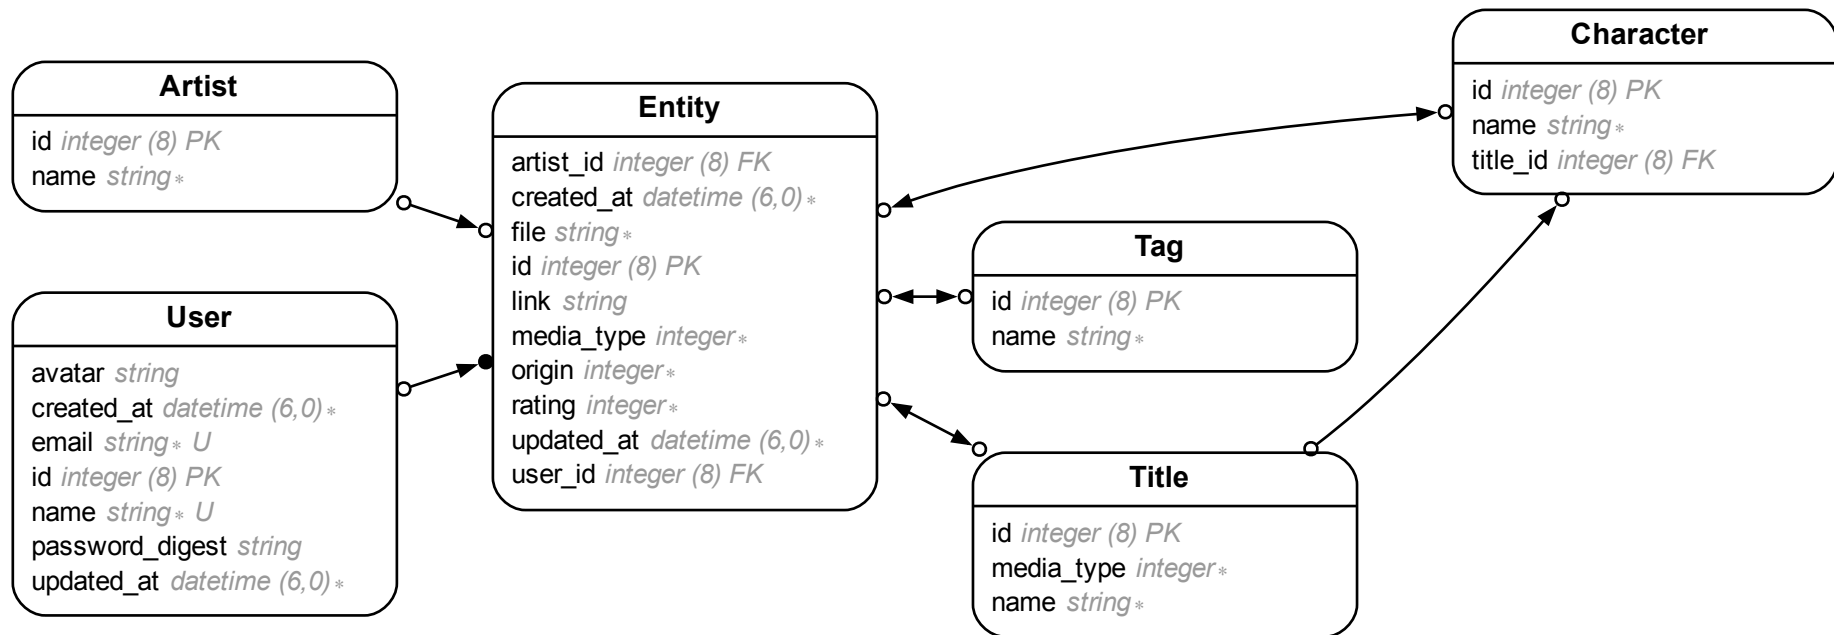 Artist
id integer (8) PK
name string *
User
avatar string
created_at datetime (6,0) *
email string * U
id integer (8) PK
name string * U
password_digest string
updated_at datetime (6,0) *
Entity
artist_id integer (8) FK
created_at datetime (6,0) *
file string *
id integer (8) PK
link string
media_type integer *
origin integer *
rating integer *
updated_at datetime (6,0) *
user_id integer (8) FK
Tag
id integer (8) PK
name string *
Title
id integer (8) PK
media_type integer *
name string *
Character
id integer (8) PK
name string *
title_id integer (8) FK